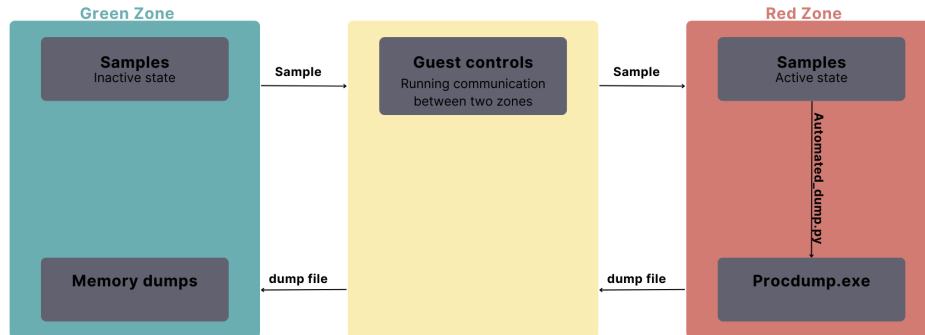 Green Zone
Red Zone
Samples
Inactive state
Sample
Guest controls
Running communication
between two zones
Sample
Samples
Active state
Automated_dump.py
Memory dumps
dump file
dump file
Procdump.exe